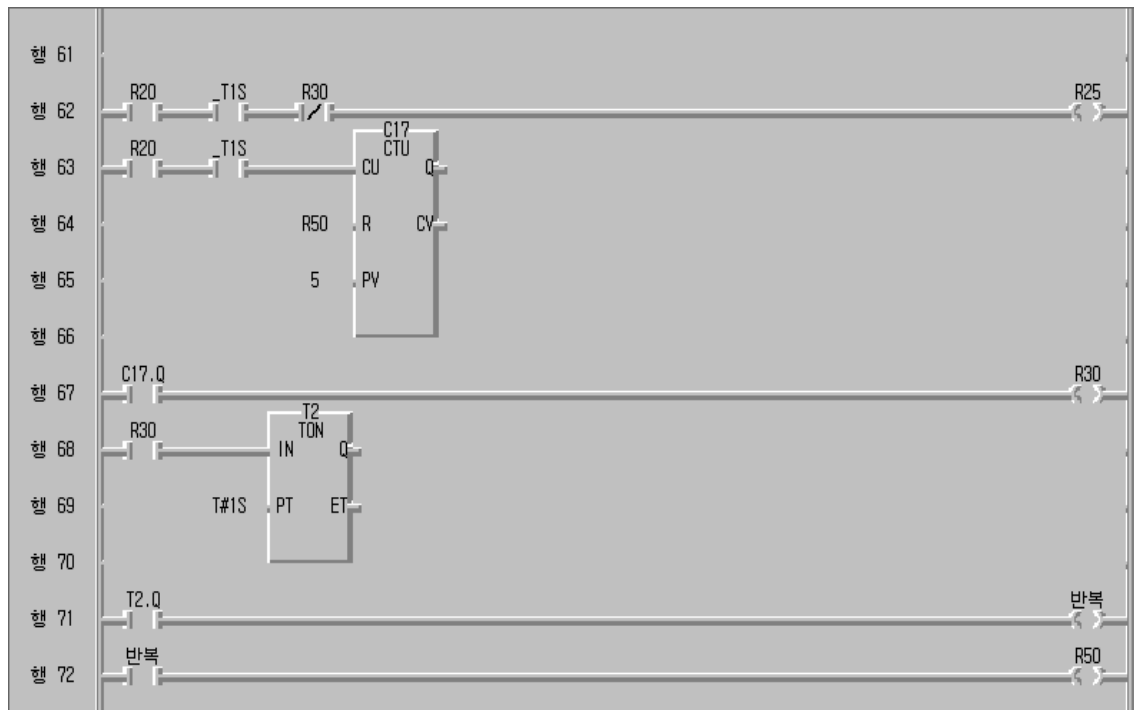 행 61
R20 _T1S R30 R25
행 62
C17
R20 _T1S CTU
행 63 CU Q
행 64 R50 R CV
행 65 5 PV
행 66
C17.Q R30
행 67
T2
R30 TON
행 68 IN Q
행 69 T#1S PT ET
행 70
T2.Q 반복
행 71
반복 R50
행 72